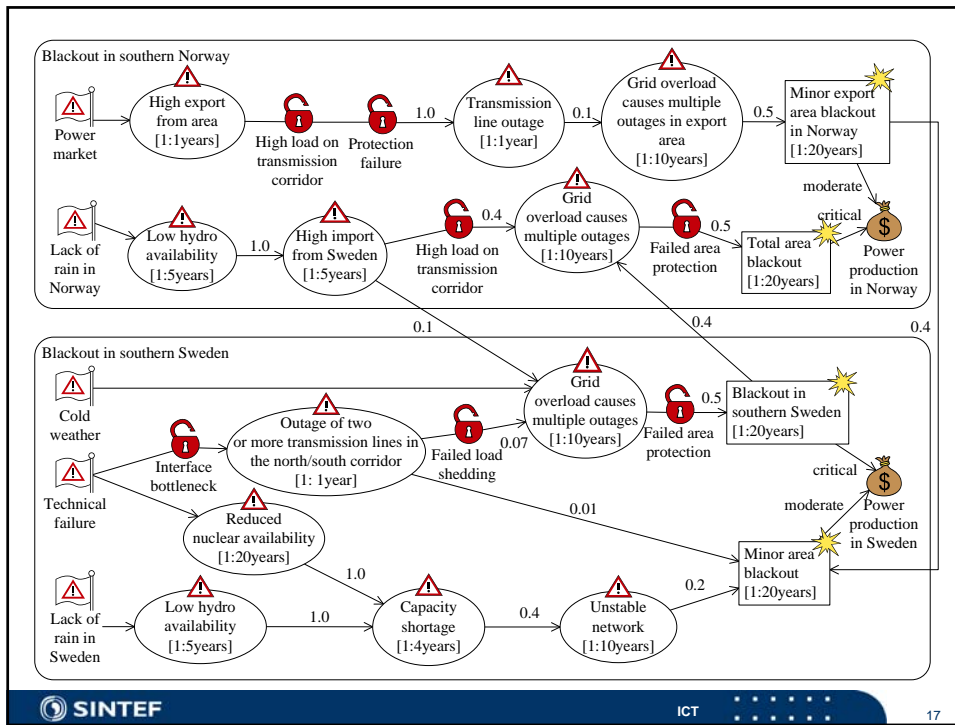 Blackout in southern Norway
Power
market
High export
from area
[1:1years]
High load on
transmission
corridor
Protection
failure
1.0
Transmission
line outage
[1:1year]
0.1
Grid overload
causes multiple
outages in export
area
[1:10years]
0.5
Minor export
area blackout
in Norway
[1:20years]
moderate
Lack of
rain in
Norway
Low hydro
availability
[1:5years]
1.0
High import
from Sweden
[1:5years]
High load on
transmission
corridor
0.4
Grid
overload causes
multiple outages
[1:10years]
Failed area
protection
0.5
Total area
blackout
[1:20years]
critical
$
Power
production
in Norway
0.1
0.4
0.4
Blackout in southern Sweden
Cold
weather
Technical
failure
Interface
bottleneck
Outage of two
or more transmission lines in
the north/south corridor
[1: 1year]
Failed load
shedding
0.07
Grid
overload causes
multiple outages
[1:10years]
Failed area
protection
0.5
Blackout in
southern Sweden
[1:20years]
critical
$
Power
production
in Sweden
moderate
0.01
Reduced
nuclear availability
[1:20years]
1.0
Lack of
rain in
Sweden
Low hydro
availability
[1:5years]
1.0
Capacity
shortage
[1:4years]
0.4
Unstable
network
[1:10years]
0.2
Minor area
blackout
[1:20years]
SINTEF
ICT
17